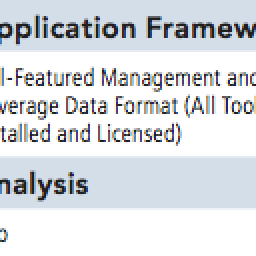 pplication Framew
l-Featured Management and
verage Data Format (All Tool
talled and Licensed)
nalysis
o